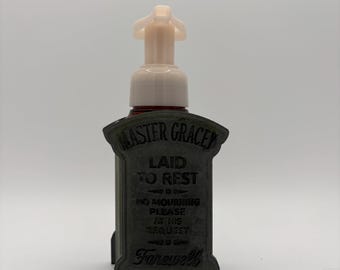 MASTER GRACEY
LAID
TO REST
NO MOURNING
PLEASE
AT HIS
REQUEST
Farewell